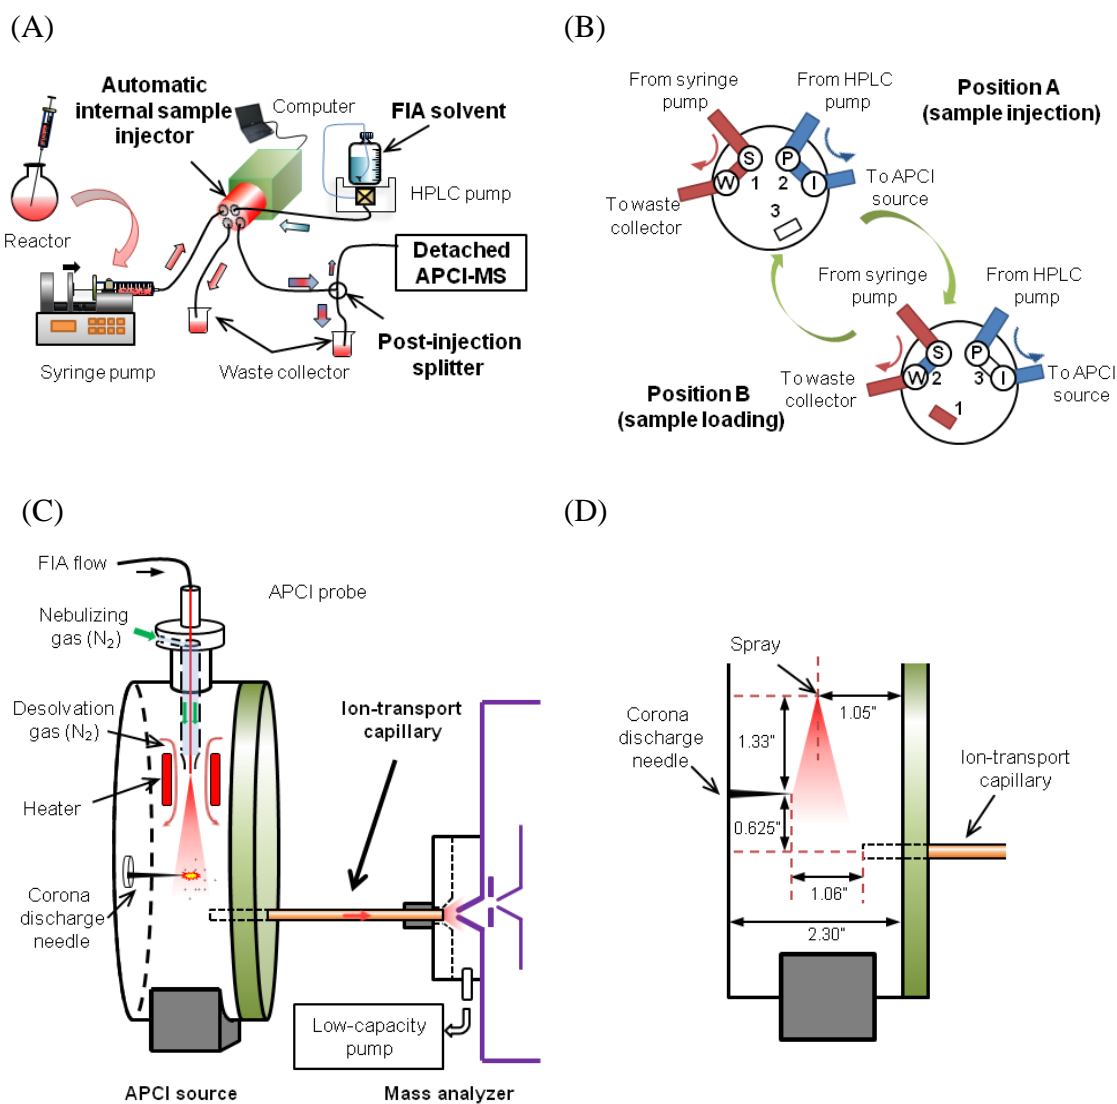 (A)
Automatic
internal sample
injector
Computer
FIA solvent
HPLC pump
Reactor
Detached
APCI-MS
Post-injection
splitter
Syringe pump
Waste collector
(B)
From syringe
pump
From HPLC
pump
Position A
(sample injection)
S
P
W
1
2
I
3
To waste
collector
To APCI
source
From syringe
pump
From HPLC
pump
S
P
W
2
3
I
1
To waste
collector
To APCI
source
Position B
(sample loading)
(C)
FIA flow
APCI probe
Nebulizing
gas (N₂)
Desolvation
gas (N₂)
Heater
Ion-transport
capillary
Corona
discharge
needle
Low-capacity
pump
APCI source
Mass analyzer
(D)
Spray
Corona
discharge
needle
1.05"
1.33"
Ion-transport
capillary
0.625"
1.06"
2.30"